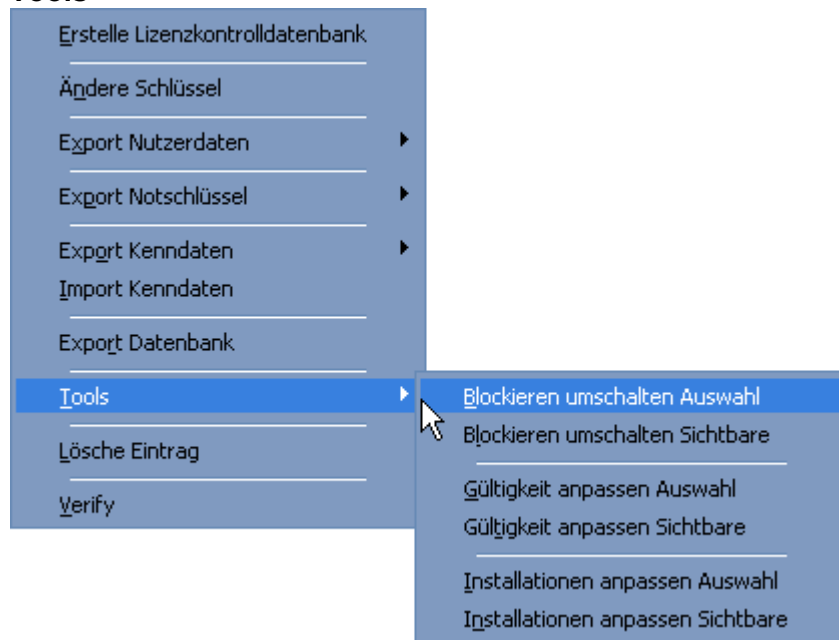 Tools
Erstelle Lizenzkontrolldatenbank
Ändere Schlüssel
Export Nutzerdaten
Export Notschlüssel
Export Kenndaten
Import Kenndaten
Export Datenbank
Tools
Lösche Eintrag
Verify
Blockieren umschalten Auswahl
Blockieren umschalten Sichtbare
Gültigkeit anpassen Auswahl
Gültigkeit anpassen Sichtbare
Installationen anpassen Auswahl
Installationen anpassen Sichtbare